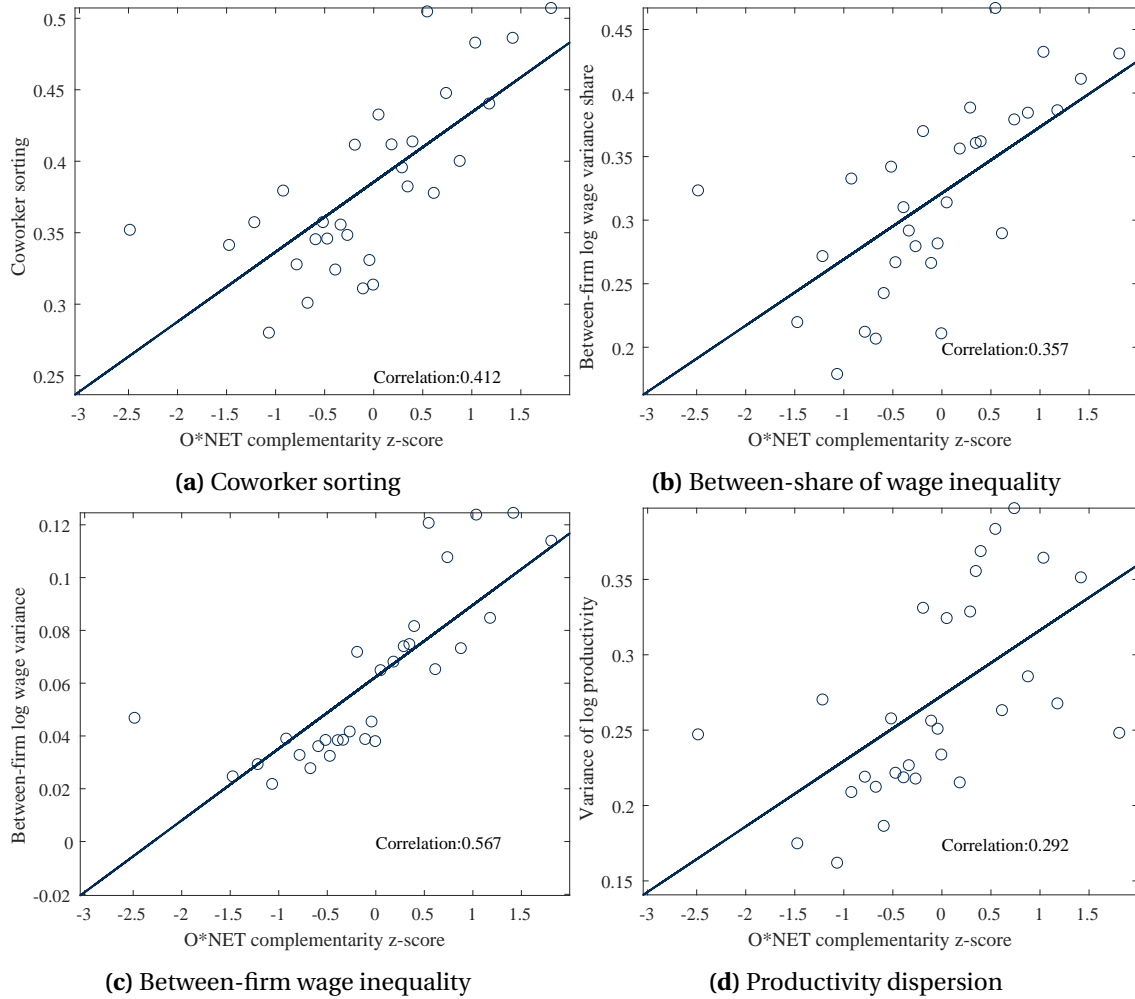 0.5
0.45
0.4
0.35
0.3
0.25
Coworker sorting
Correlation:0.412
-3 -2.5 -2 -1.5 -1 -0.5 0 0.5 1 1.5
O*NET complementarity z-score
(a) Coworker sorting
0.45
0.4
0.35
0.3
0.25
0.2
Between-firm log wage variance share
Correlation:0.357
-3 -2.5 -2 -1.5 -1 -0.5 0 0.5 1 1.5
O*NET complementarity z-score
(b) Between-share of wage inequality
0.12
0.1
0.08
0.06
0.04
0.02
0
-0.02
Between-firm log wage variance
Correlation:0.567
-3 -2.5 -2 -1.5 -1 -0.5 0 0.5 1 1.5
O*NET complementarity z-score
(c) Between-firm wage inequality
0.35
0.3
0.25
0.2
0.15
Variance of log productivity
Correlation:0.292
-3 -2.5 -2 -1.5 -1 -0.5 0 0.5 1 1.5
O*NET complementarity z-score
(d) Productivity dispersion